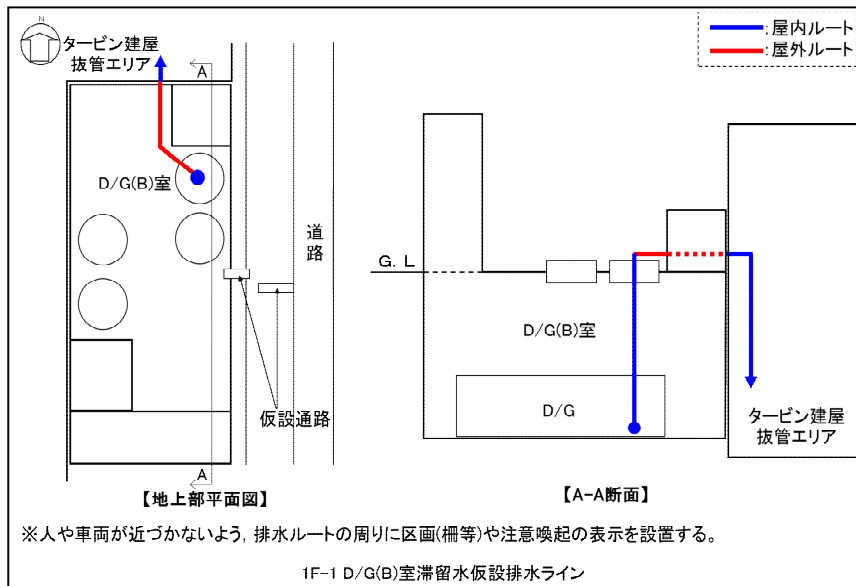 N
タービン建屋
抜管エリア
A
D/G(B)室
道
路
仮設通路
A
【地上部平面図】
:屋内ルート
:屋外ルート
G.L
D/G(B)室
D/G
タービン建屋
抜管エリア
【A-A断面】
※人や車両が近づかないよう, 排水ルートの周りに区画(柵等)や注意喚起の表示を設置する。
1F-1 D/G(B)室滞留水仮設排水ライン